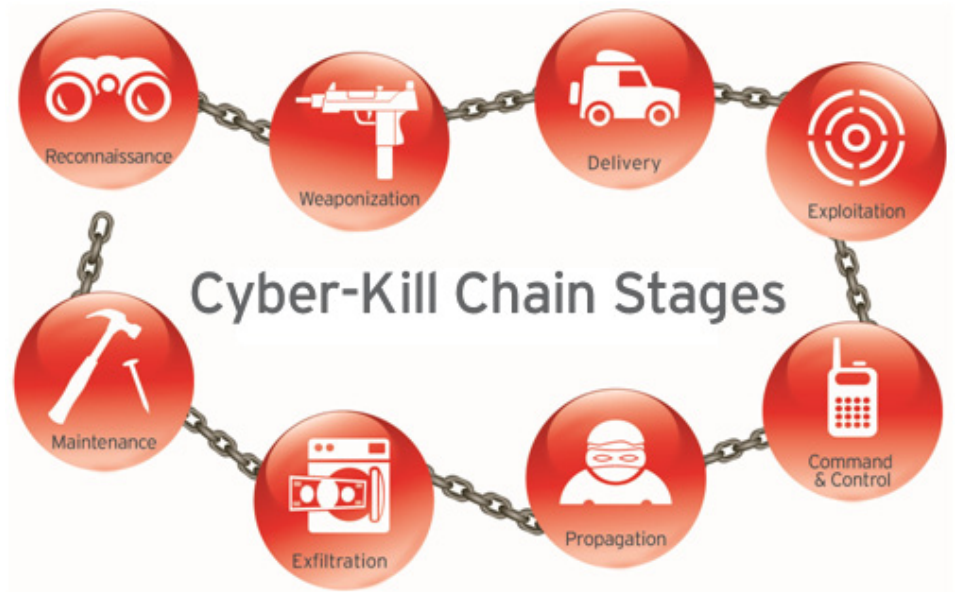 Reconnaissance
Weaponization
Delivery
Exploitation
Cyber-Kill Chain Stages
Command
& Control
Propagation
Exfiltration
Maintenance